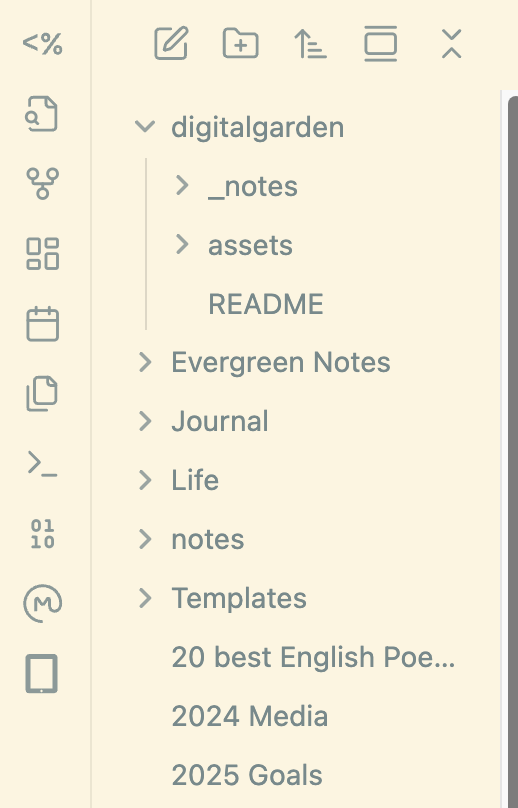 <%
digitalgarden
_notes
assets
README
Evergreen Notes
Journal
Life
notes
Templates
20 best English Poe...
2024 Media
2025 Goals